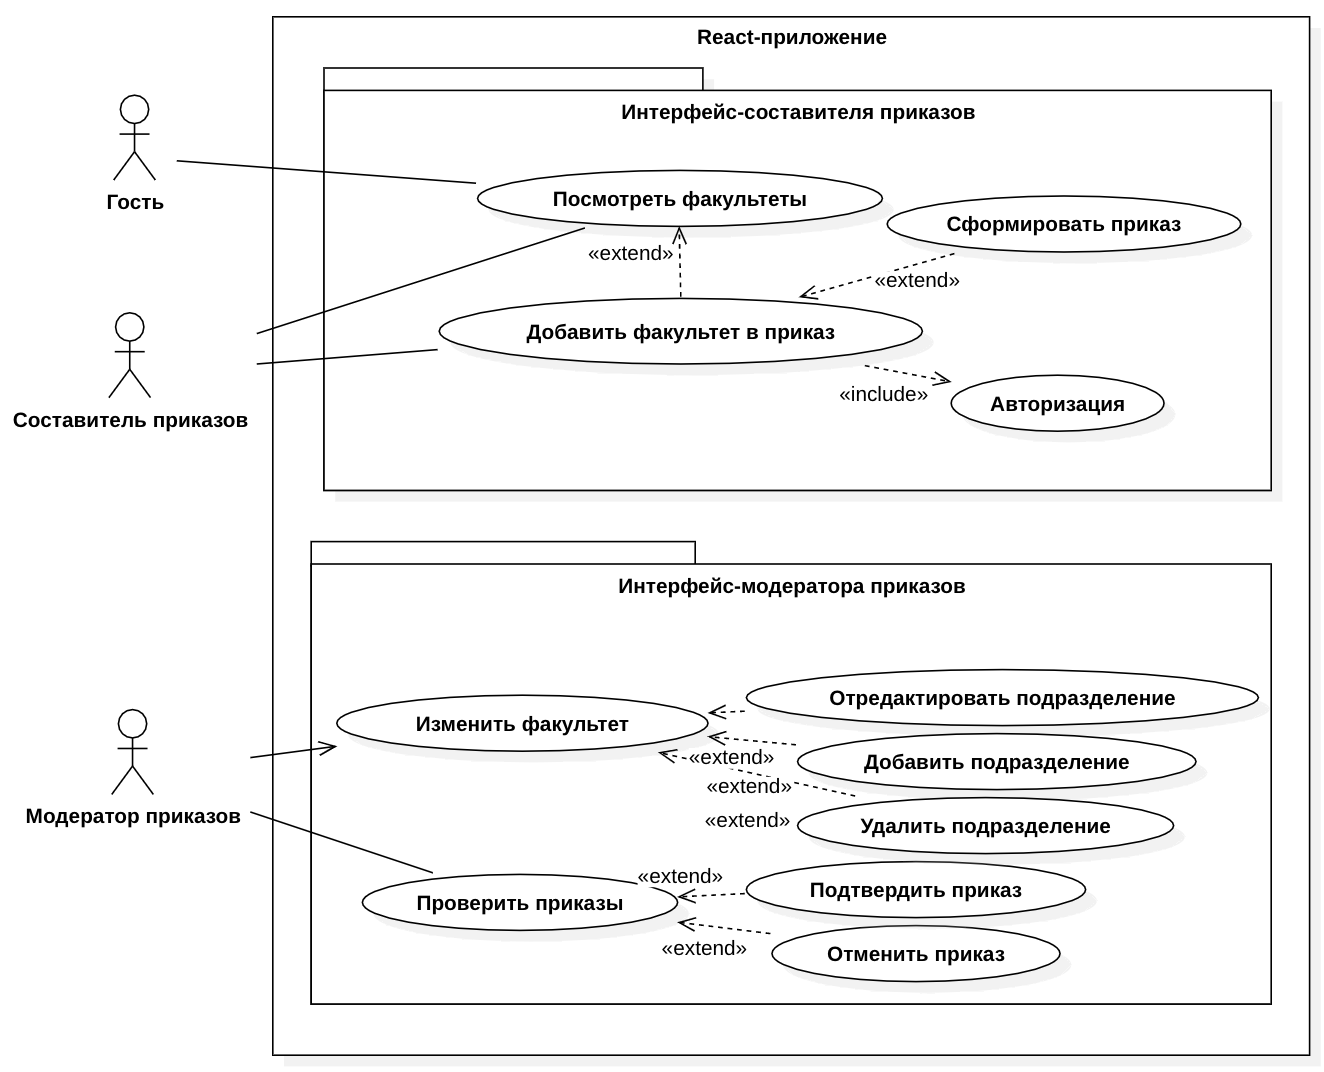 React-приложение
Интерфейс-составителя приказов
Гость
Посмотреть факультеты
Сформировать приказ
«extend»
«extend»
Добавить факультет в приказ
«include»
Авторизация
Составитель приказов
Интерфейс-модератора приказов
Отредактировать подразделение
Изменить факультет
«extend»
Добавить подразделение
«extend»
«extend»
Удалить подразделение
Модератор приказов
«extend»
Подтвердить приказ
Проверить приказы
«extend»
Отменить приказ